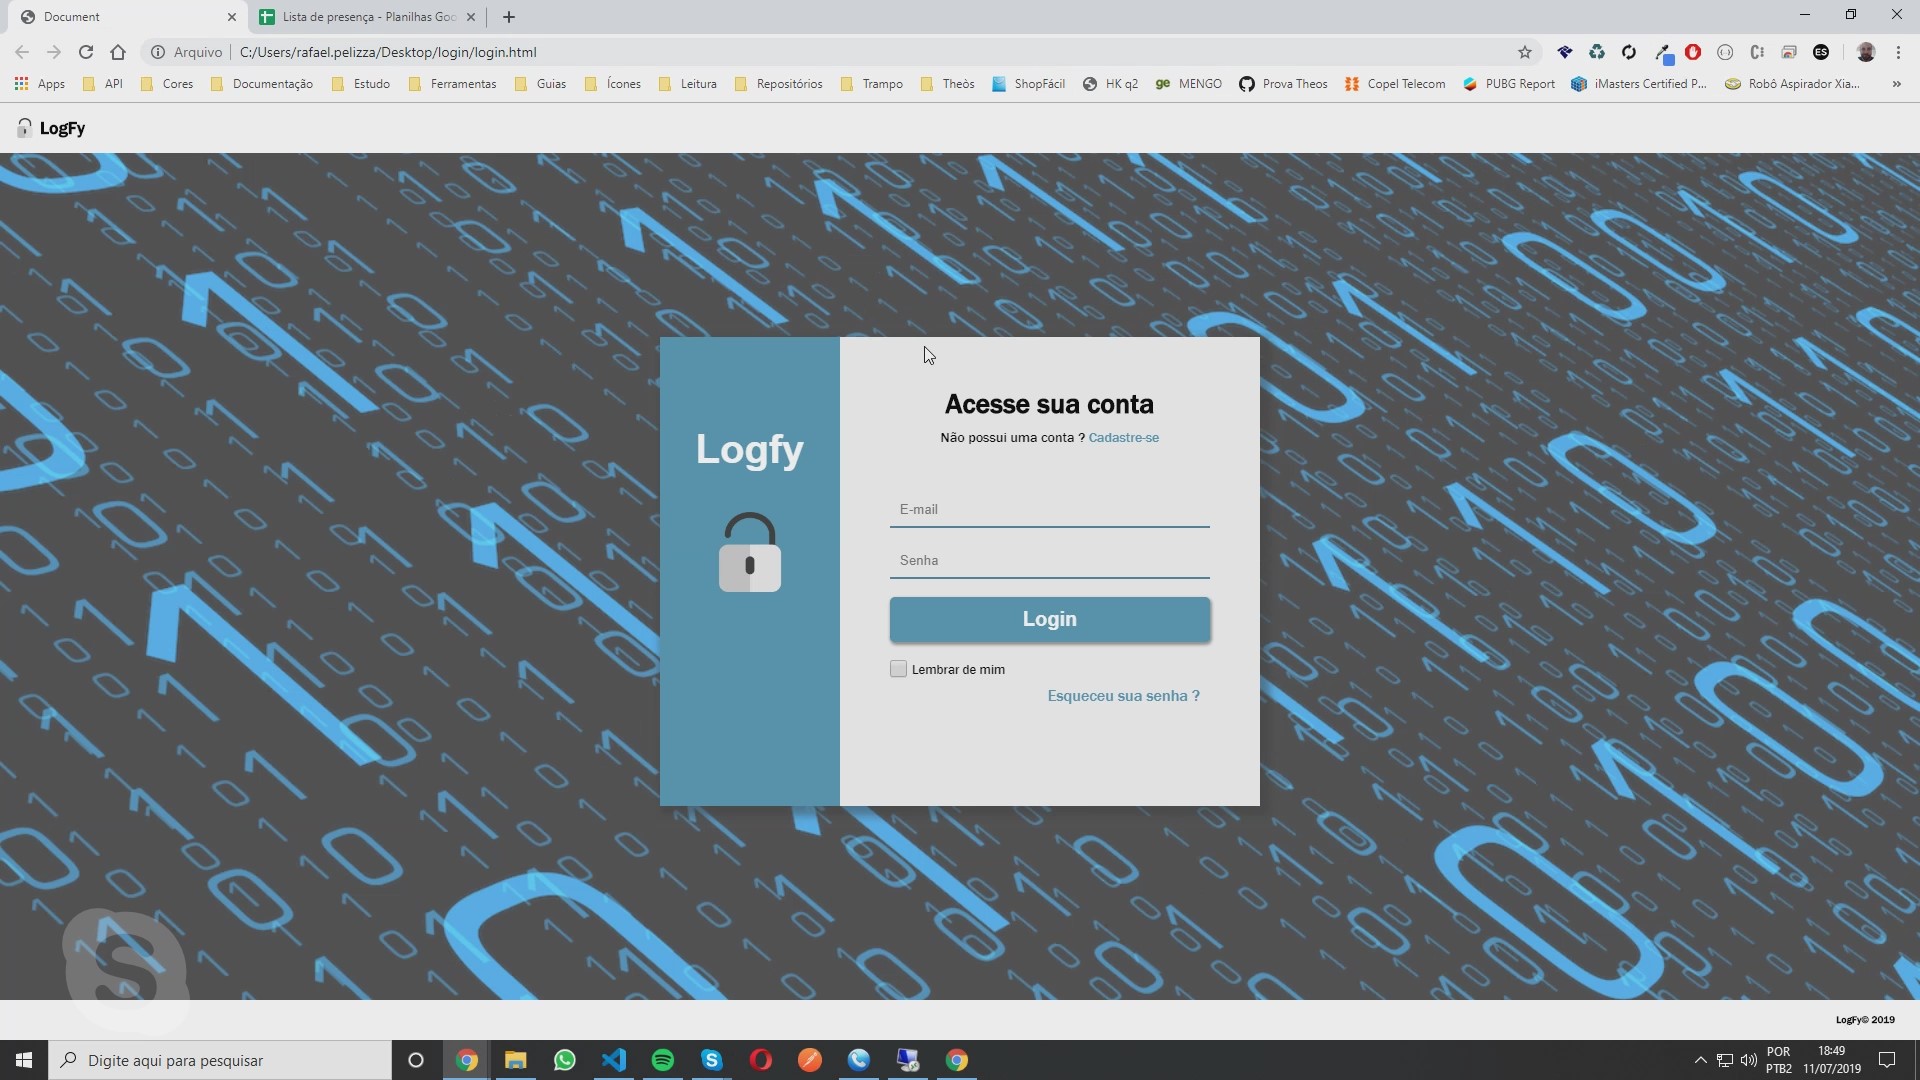 Document
Lista de presença - Planilhas Goo
Arquivo
C:/Users/rafael.pelizza/Desktop/login/login.html
ES
Apps
API
Cores
Documentação
Estudo
Ferramentas
Guias
Ícones
Leitura
Repositórios
Trampo
Theòs
ShopFácil
HK q2
ge
MENGO
Prova Theos
Copel Telecom
PUBG Report
iMasters Certified P...
Robô Aspirador Xia...
»
LogFy
Logfy
Acesse sua conta
Não possui uma conta ? Cadastre-se
E-mail
Senha
Login
Lembrar de mim
Esqueceu sua senha ?
LogFy© 2019
Digite aqui para pesquisar
POR
PTB2
18:49
11/07/2019